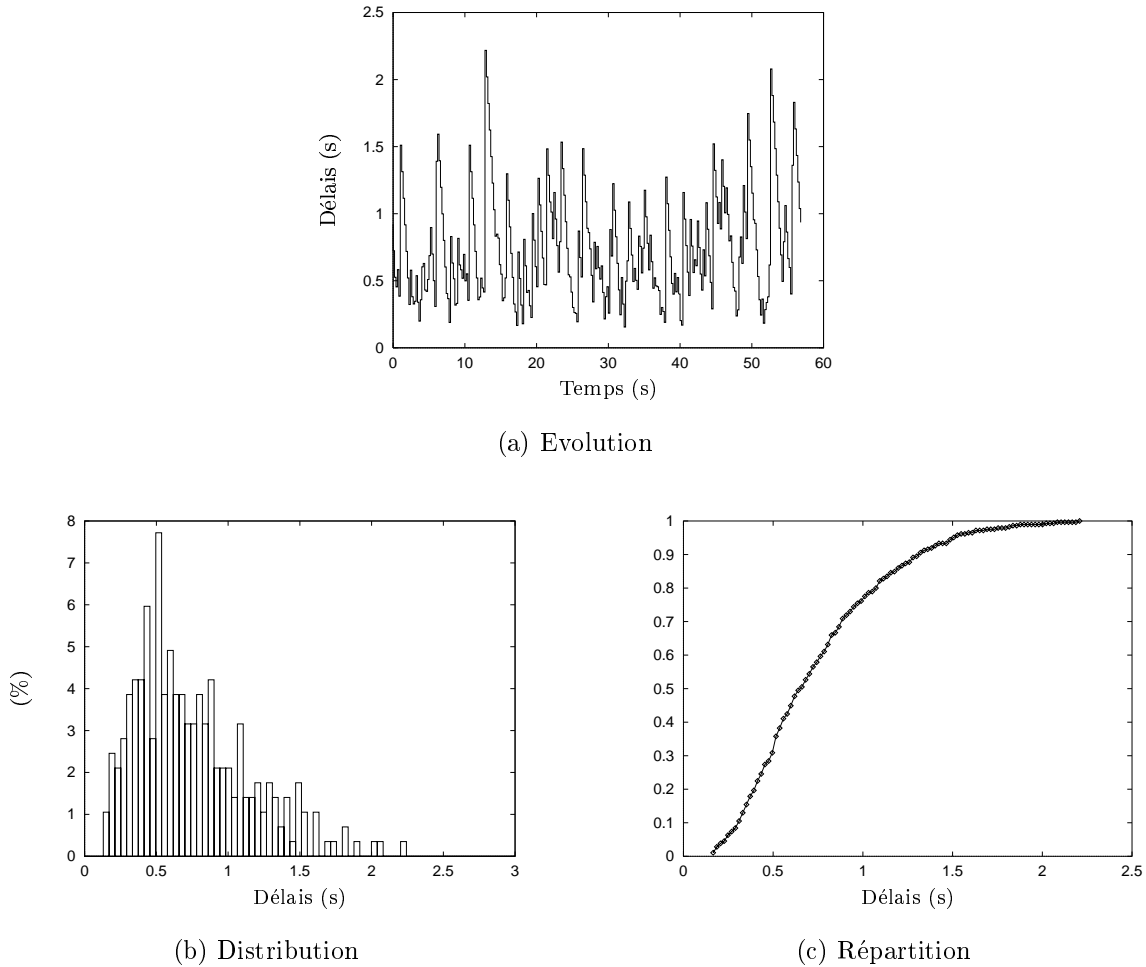 2.5
2
1.5
1
0.5
0
Délais (s)
0 10 20 30 40 50 60
Temps (s)
(a) Evolution
8
7
6
5
4
3
2
1
0
(%)
0 0.5 1 1.5 2 2.5 3
Délais (s)
(b) Distribution
1
0.9
0.8
0.7
0.6
0.5
0.4
0.3
0.2
0.1
0
0 0.5 1 1.5 2 2.5
Délais (s)
(c) Répartition